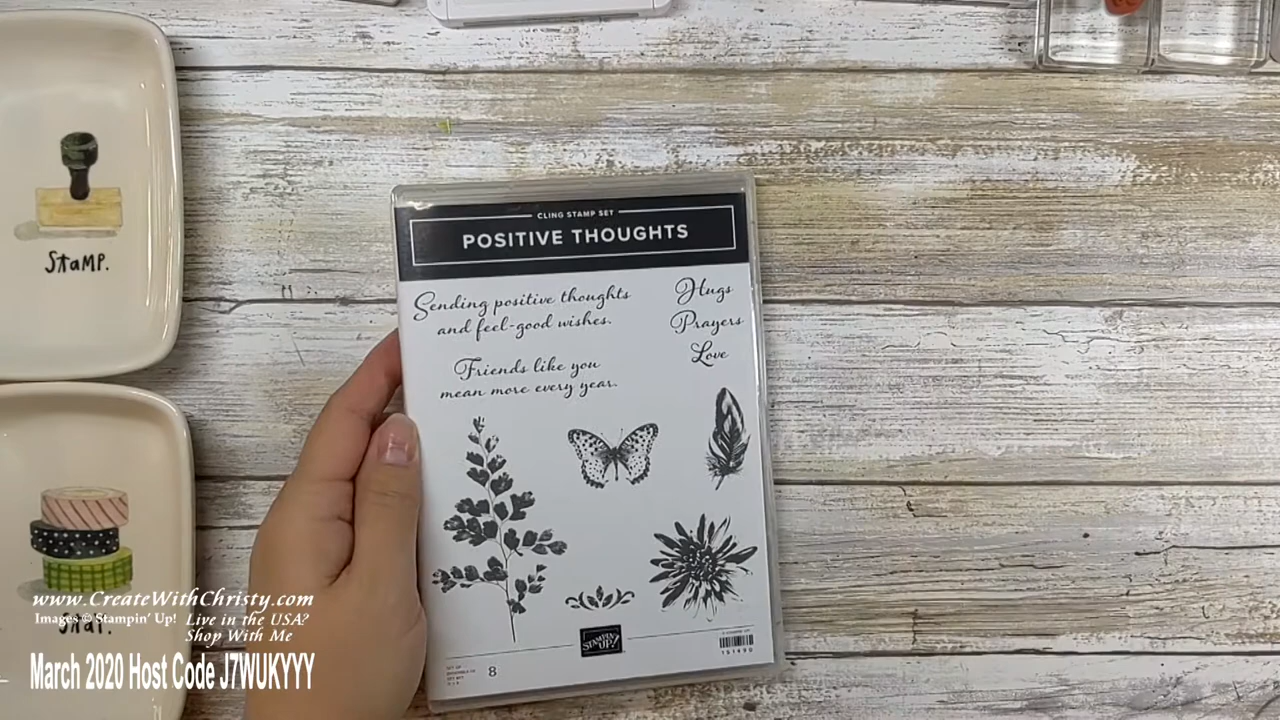 STAMP.
CLING STAMP SET
POSITIVE THOUGHTS
Sending positive thoughts
and feel-good wishes.
Hugs
Prayers
Love
Friends like you
mean more every year.
STAMPIN' UP!
8
151490
www.CreateWithChristy.com
Images © Stampin' Up!
Live in the USA?
Shop With Me
March 2020 Host Code J7WUKYYY